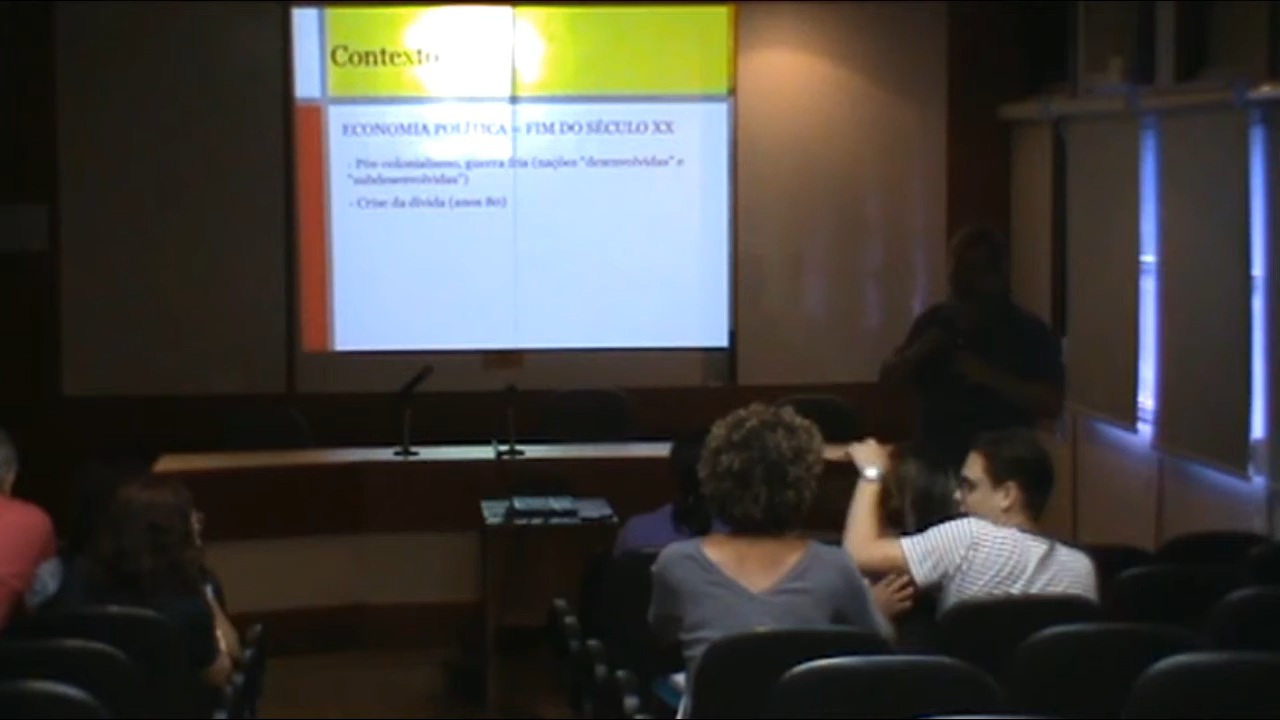 Contexto
ECONOMIA POLÍTICA – FIM DO SÉCULO XX
- Pós-colonialismo, guerra fria (nações "desenvolvidas" e
"subdesenvolvidas")
- Crise da dívida (anos 80)